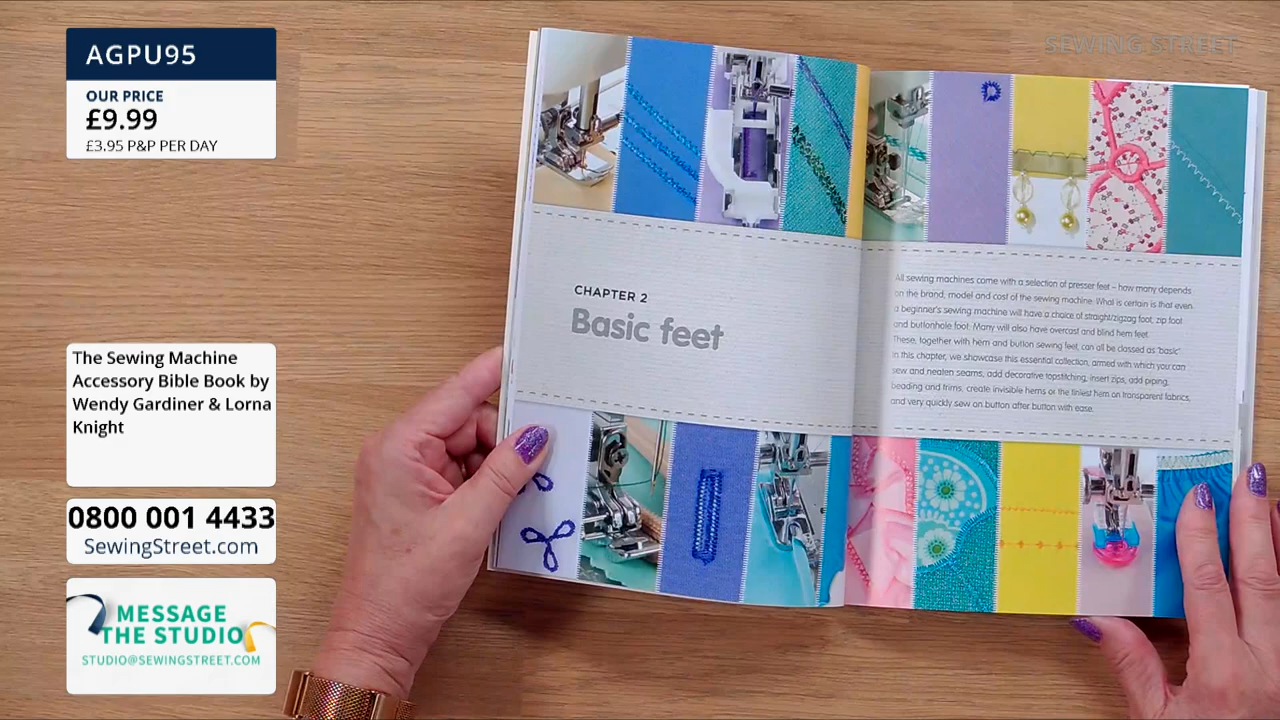 AGPU95
OUR PRICE
£9.99
£3.95 P&P PER DAY
The Sewing Machine
Accessory Bible Book by
Wendy Gardiner & Lorna
Knight
0800 001 4433
SewingStreet.com
MESSAGE
THE STUDIO
STUDIO@SEWINGSTREET.COM
SEWING STREET
CHAPTER 2
Basic feet
All sewing machines come with a selection of presser feet – how many depends
on the brand, model and cost of the sewing machine. What is certain is that even
a beginner's sewing machine will have a choice of straight/zigzag foot, zip foot
and buttonhole foot. Many will also have overcast and blind hem feet.
These, together with hem and button sewing feet, can all be classed as 'basic'.
In this chapter, we showcase this essential collection, armed with which you can
sew and neaten seams, add decorative topstitching, insert zips, add piping,
beading and trims, create invisible hems or the tiniest hem on transparent fabrics,
and very quickly sew on button after button with ease.